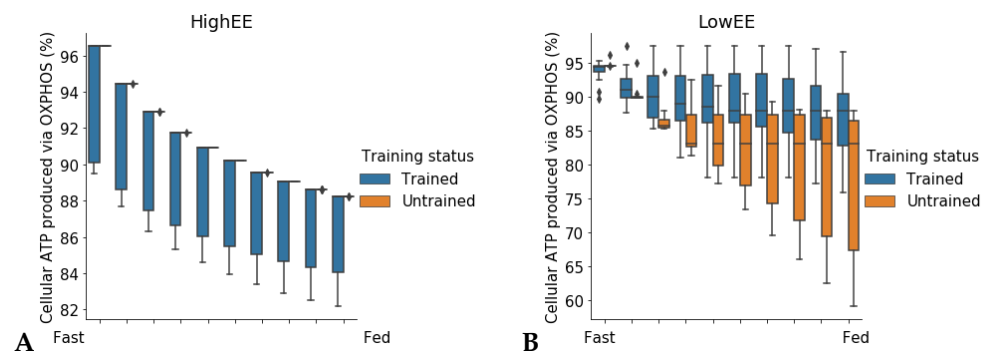 HighEE
Cellular ATP produced via OXPHOS (%)
96
94
92
90
88
86
84
82
Fast
Fed
Training status
Trained
Untrained
A
LowEE
Cellular ATP produced via OXPHOS (%)
95
90
85
80
75
70
65
60
Fast
Fed
Training status
Trained
Untrained
B